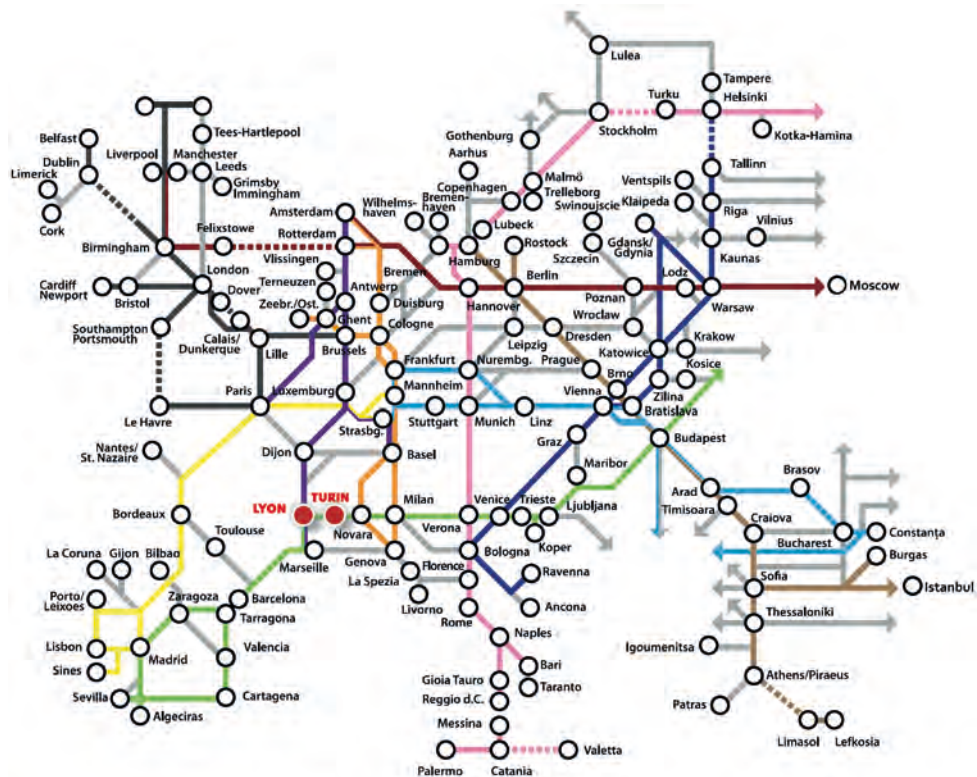 Lulea
Tampere
Turku
Helsinki
Stockholm
Kotka-Hamina
Tees-Hartlepool
Belfast
Gothenburg
Dublin
Liverpool
Manchester
Aarhus
Tallinn
Limerick
Leeds
Malmö
Ventspils
Grimsby
Immingham
Copenhagen
Trelleborg
Klaipeda
Wilhelms-
haven
Bremen-
haven
Swinoujscie
Riga
Vilnius
Cork
Amsterdam
Felixstowe
Rotterdam
Lubeck
Rostock
Gdansk/
Gdynia
Birmingham
Vlissingen
Hamburg
Szczecin
Kaunas
London
Terneuzen
Bremen
Berlin
Lodz
Cardiff
Newport
Bristol
Dover
Zeebr./Ost.
Antwerp
Duisburg
Hannover
Poznan
Warsaw
Moscow
Ghent
Cologne
Wroclaw
Southampton
Portsmouth
Calais/
Dunkerque
Lille
Brussels
Leipzig
Dresden
Katowice
Krakow
Kosice
Frankfurt
Nuremb.
Prague
Brno
Paris
Luxemburg
Mannheim
Vienna
Zilina
Le Havre
Strasbg.
Stuttgart
Munich
Linz
Bratislava
Nantes/
St. Nazaire
Dijon
Basel
Graz
Budapest
Maribor
Brasov
LYON
TURIN
Milan
Venice
Trieste
Ljubljana
Arad
Timisoara
Bordeaux
Toulouse
Novara
Verona
Koper
Craiova
Constanţa
Bucharest
Marseille
Genova
Bologna
Burgas
La Coruna
Gijon
Bilbao
La Spezia
Florence
Ravenna
Sofia
Istanbul
Porto/
Leixoes
Zaragoza
Barcelona
Livorno
Ancona
Tarragona
Rome
Thessaloniki
Lisbon
Madrid
Valencia
Naples
Igoumenitsa
Sines
Bari
Gioia Tauro
Taranto
Athens/Piraeus
Sevilla
Cartagena
Reggio d.C.
Patras
Algeciras
Messina
Limasol
Lefkosia
Palermo
Catania
Valetta